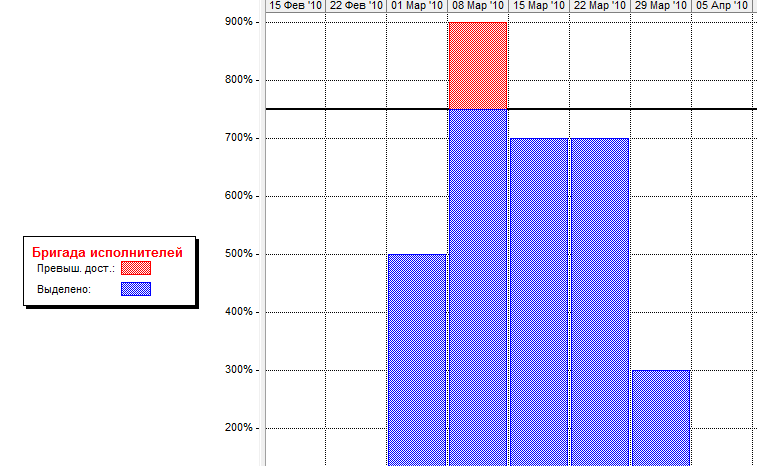 15 Фев '10 22 Фев '10 01 Мар '10 08 Мар '10 15 Мар '10 22 Мар '10 29 Мар '10 05 Апр '10
900%
800%
700%
600%
500%
Бригада исполнителей
Превыш. дост.:
Выделено:
400%
300%
200%